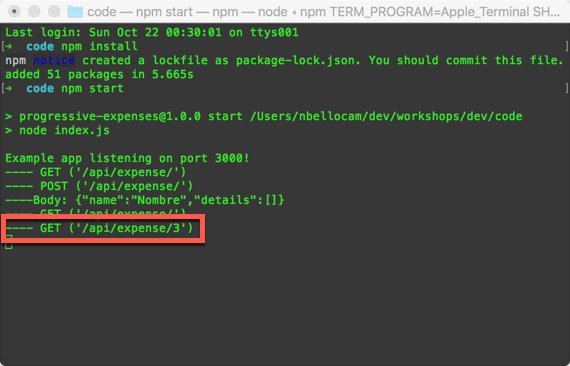 code — npm start — npm — node ◂ npm TERM_PROGRAM=Apple_Terminal SH...
Last login: Sun Oct 22 00:30:01 on ttys001
[➜  code npm install
npm notice created a lockfile as package-lock.json. You should commit this file.
added 51 packages in 5.665s
[➜  code npm start
> progressive-expenses@1.0.0 start /Users/nbellocam/dev/workshops/dev/code
> node index.js
Example app listening on port 3000!
---- GET ('/api/expense/')
---- POST ('/api/expense/')
----Body: {"name":"Nombre","details":[]}
---- GET ('/api/expense/')
---- GET ('/api/expense/3')